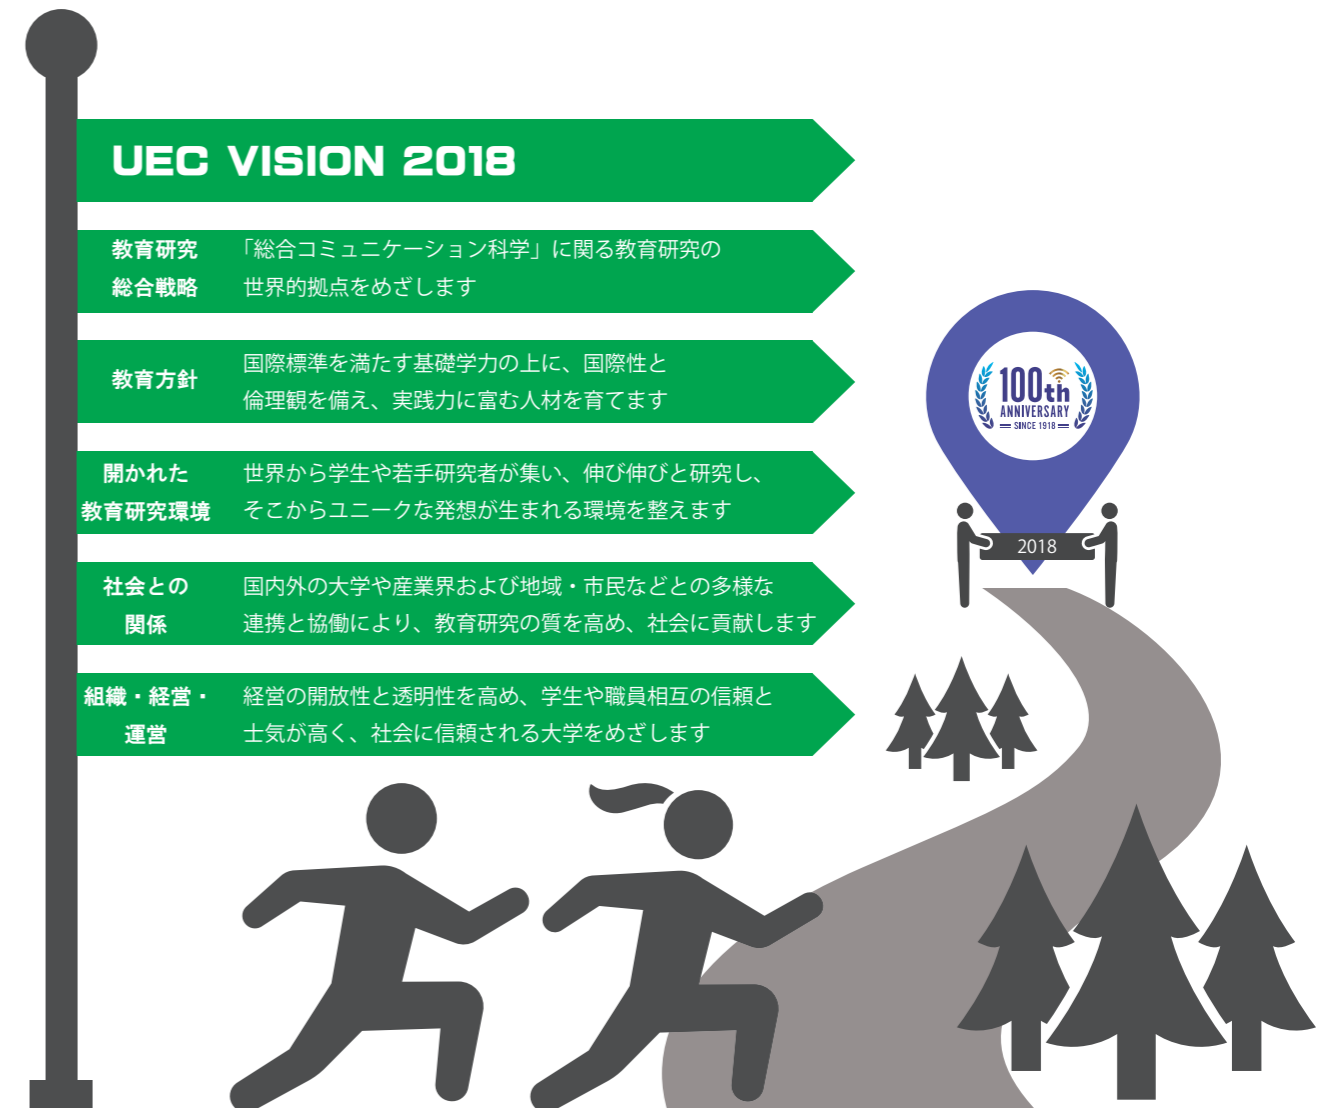 UEC VISION 2018
教育研究
総合戦略
「総合コミュニケーション科学」に関る教育研究の
世界的拠点をめざします
教育方針
国際標準を満たす基礎学力の上に、国際性と
倫理観を備え、実践力に富む人材を育てます
開かれた
教育研究環境
世界から学生や若手研究者が集い、伸び伸びと研究し、
そこからユニークな発想が生まれる環境を整えます
社会との
関係
国内外の大学や産業界および地域・市民などとの多様な
連携と協働により、教育研究の質を高め、社会に貢献します
組織・経営・
運営
経営の開放性と透明性を高め、学生や職員相互の信頼と
士気が高く、社会に信頼される大学をめざします
100th
ANNIVERSARY
SINCE 1918
2018